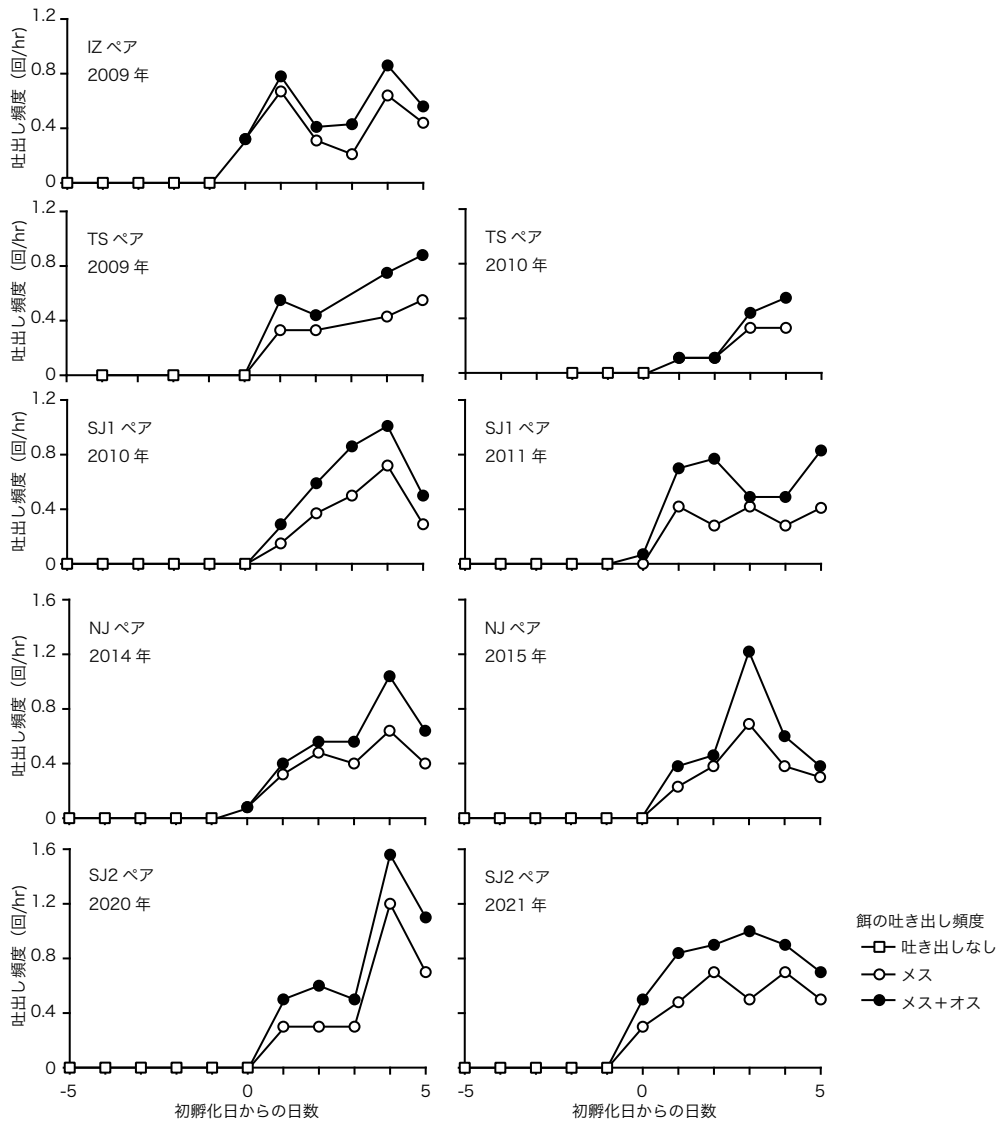 1.2
0.8
0.4
0
吐出し頻度（回/hr）
IZ ペア
2009 年
1.2
0.8
0.4
0
吐出し頻度（回/hr）
TS ペア
2009 年
TS ペア
2010 年
1.2
0.8
0.4
0
吐出し頻度（回/hr）
SJ1 ペア
2010 年
SJ1 ペア
2011 年
1.6
1.2
0.8
0.4
0
吐出し頻度（回/hr）
NJ ペア
2014 年
NJ ペア
2015 年
1.6
1.2
0.8
0.4
0
吐出し頻度（回/hr）
SJ2 ペア
2020 年
SJ2 ペア
2021 年
-5 0 5
初孵化日からの日数
0 5
初孵化日からの日数
餌の吐き出し頻度
吐き出しなし
メス
メス＋オス